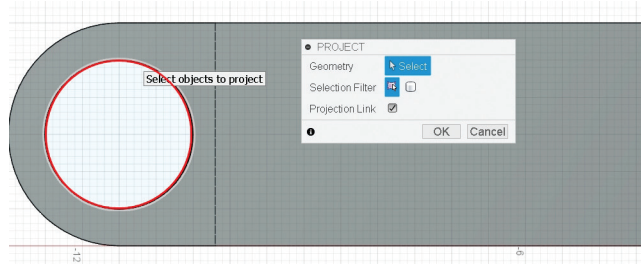 PROJECT
Geometry
Select
Select objects to project
Selection Filter
Projection Link
OK
Cancel
-12
-6